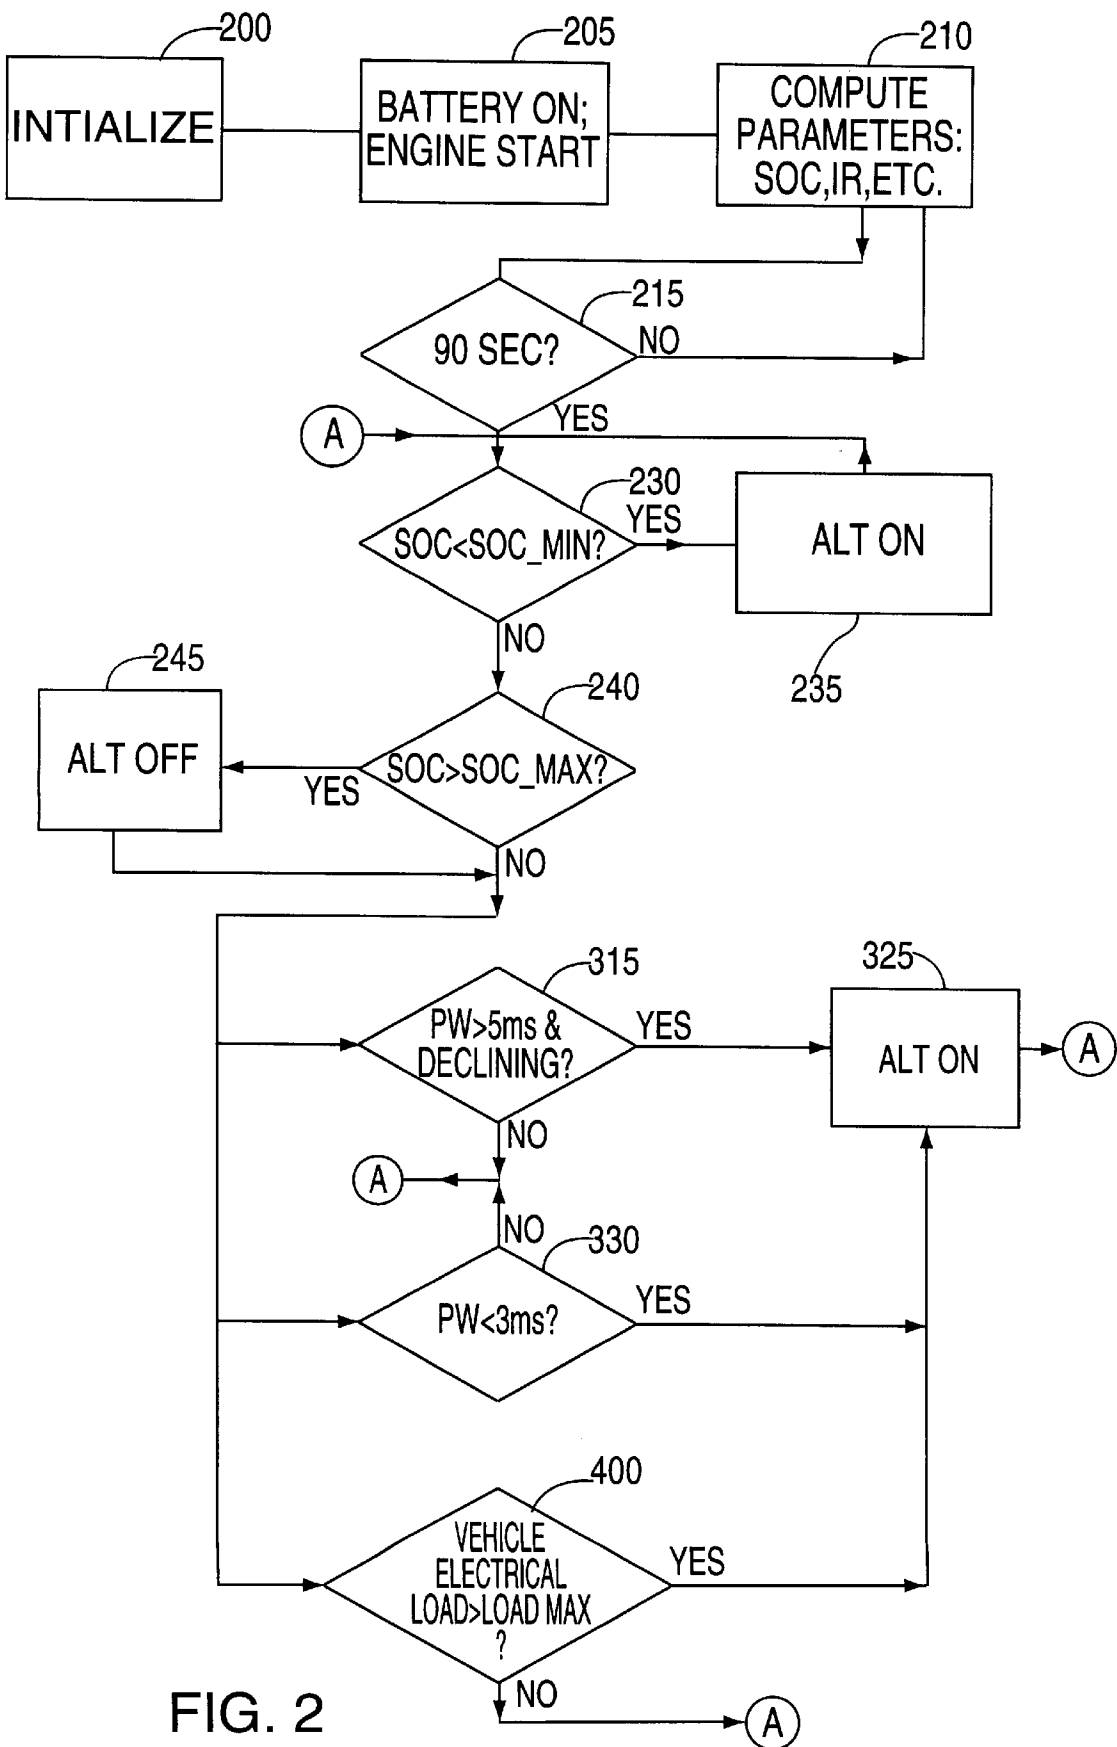 200
205
210
INTIALIZE
BATTERY ON;
ENGINE START
COMPUTE
PARAMETERS:
SOC,IR,ETC.
215
90 SEC?
NO
YES
A
230
SOC<SOC_MIN?
YES
ALT ON
235
NO
245
240
ALT OFF
SOC>SOC_MAX?
YES
NO
315
325
PW>5ms &
DECLINING?
YES
ALT ON
A
NO
A
NO
330
PW<3ms?
YES
400
VEHICLE
ELECTRICAL
LOAD>LOAD MAX
?
YES
NO
A
FIG. 2